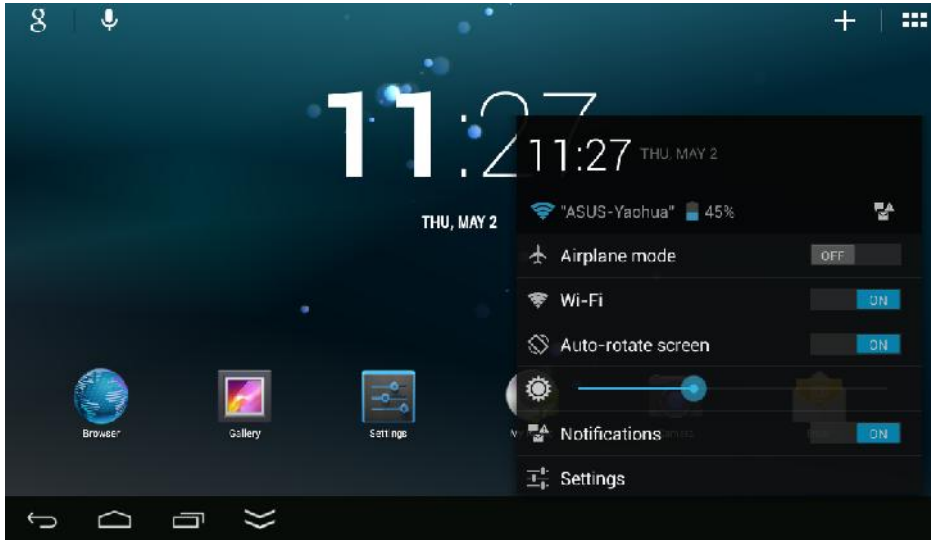 11:27
THU, MAY 2
11:27 THU, MAY 2
"ASUS-Yaohua" 45%
Airplane mode OFF
Wi-Fi ON
Auto-rotate screen ON
Notifications ON
Settings
Browser
Gallery
Settings